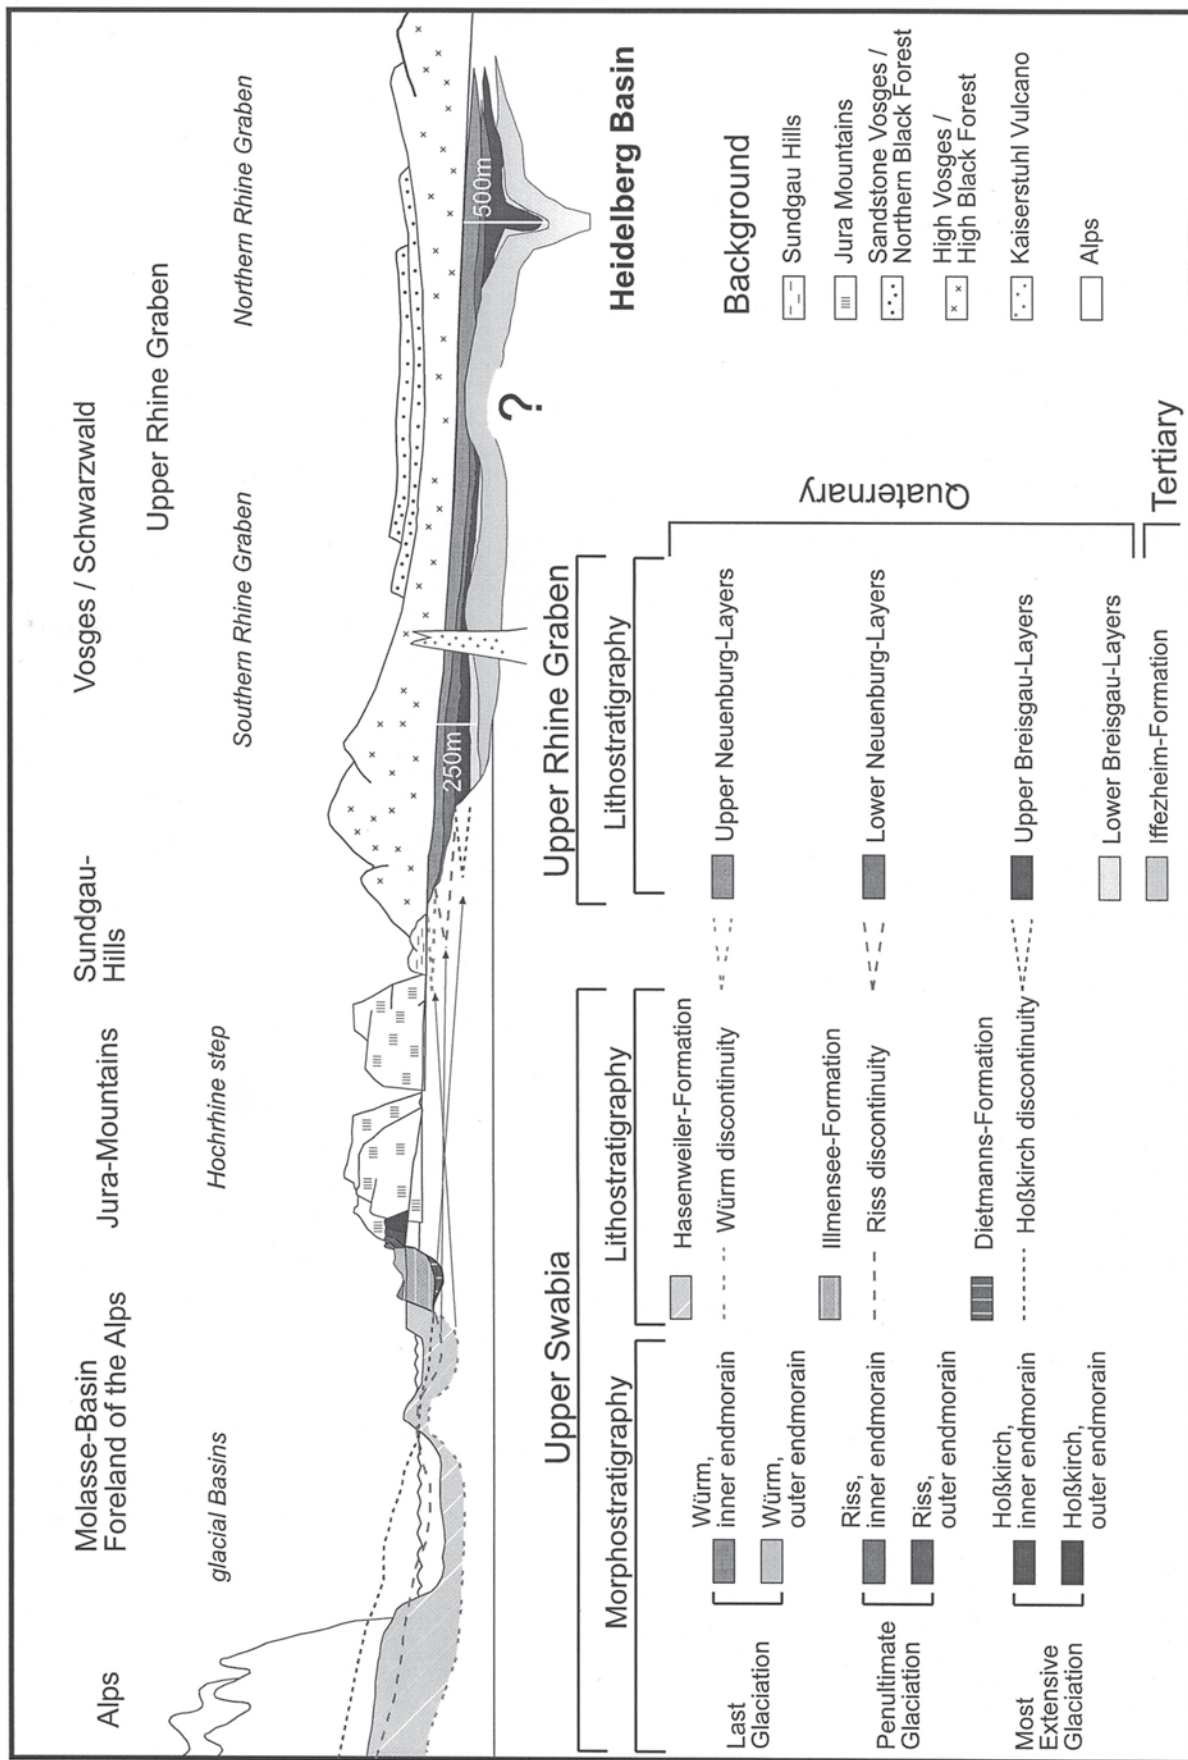 Alps
Molasse-Basin
Foreland of the Alps
Jura-Mountains
Sundgau-
Hills
Vosges / Schwarzwald
Upper Rhine Graben
glacial Basins
Hochrhine step
Southern Rhine Graben
Northern Rhine Graben
250m
500m
?
Heidelberg Basin
Upper Swabia
Morphostratigraphy
Lithostratigraphy
Upper Rhine Graben
Lithostratigraphy
Last
Glaciation
Würm,
inner endmorain
Würm,
outer endmorain
Hasenweiler-Formation
Würm discontinuity
Upper Neuenburg-Layers
Penultimate
Glaciation
Riss,
inner endmorain
Riss,
outer endmorain
Illmensee-Formation
Riss discontinuity
Lower Neuenburg-Layers
Most
Extensive
Glaciation
Hoßkirch,
inner endmorain
Hoßkirch,
outer endmorain
Dietmanns-Formation
Hoßkirch discontinuity
Upper Breisgau-Layers
Lower Breisgau-Layers
Iffezheim-Formation
Quaternary
Tertiary
Background
Sundgau Hills
Jura Mountains
Sandstone Vosges /
Northern Black Forest
High Vosges /
High Black Forest
Kaiserstuhl Vulcano
Alps